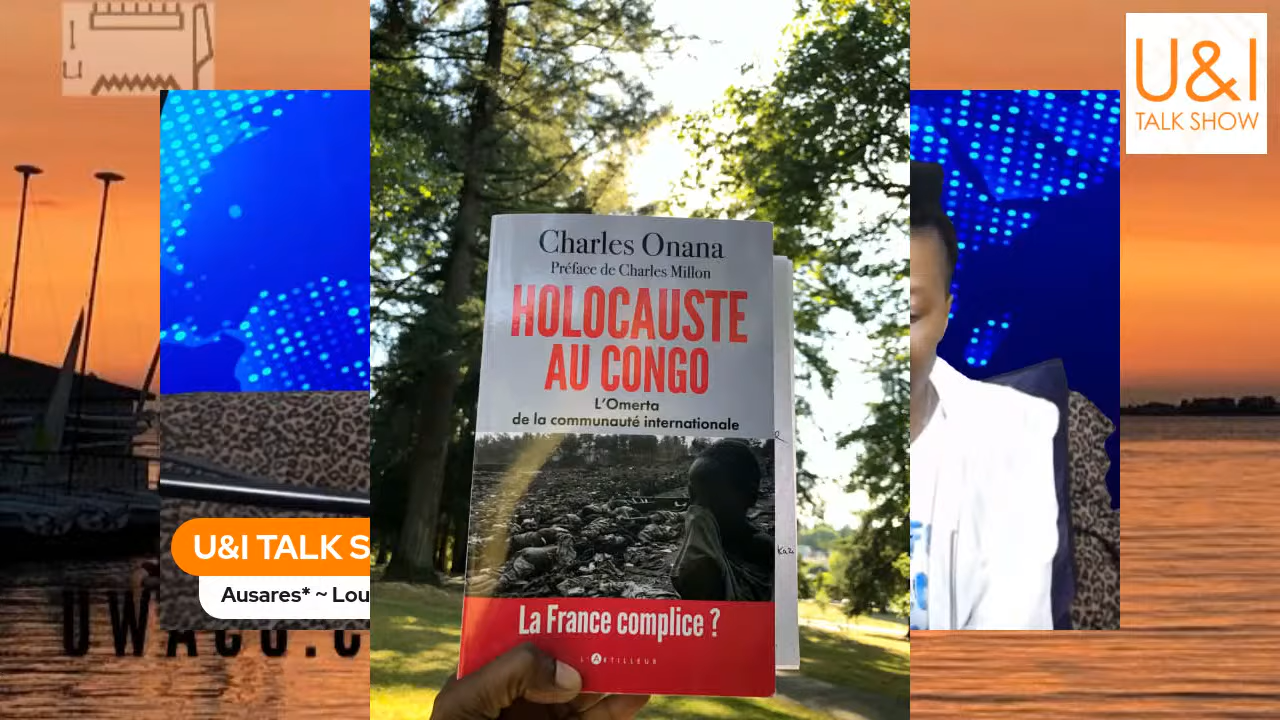 U&I
TALK SHOW
Charles Onana
Préface de Charles Millon
HOLOCAUSTE
AU CONGO
L'Omerta
de la communauté internationale
La France complice ?
L'ARTILLEUR
U&I TALK S
Ausares* ~ Lou
UWAGU.C